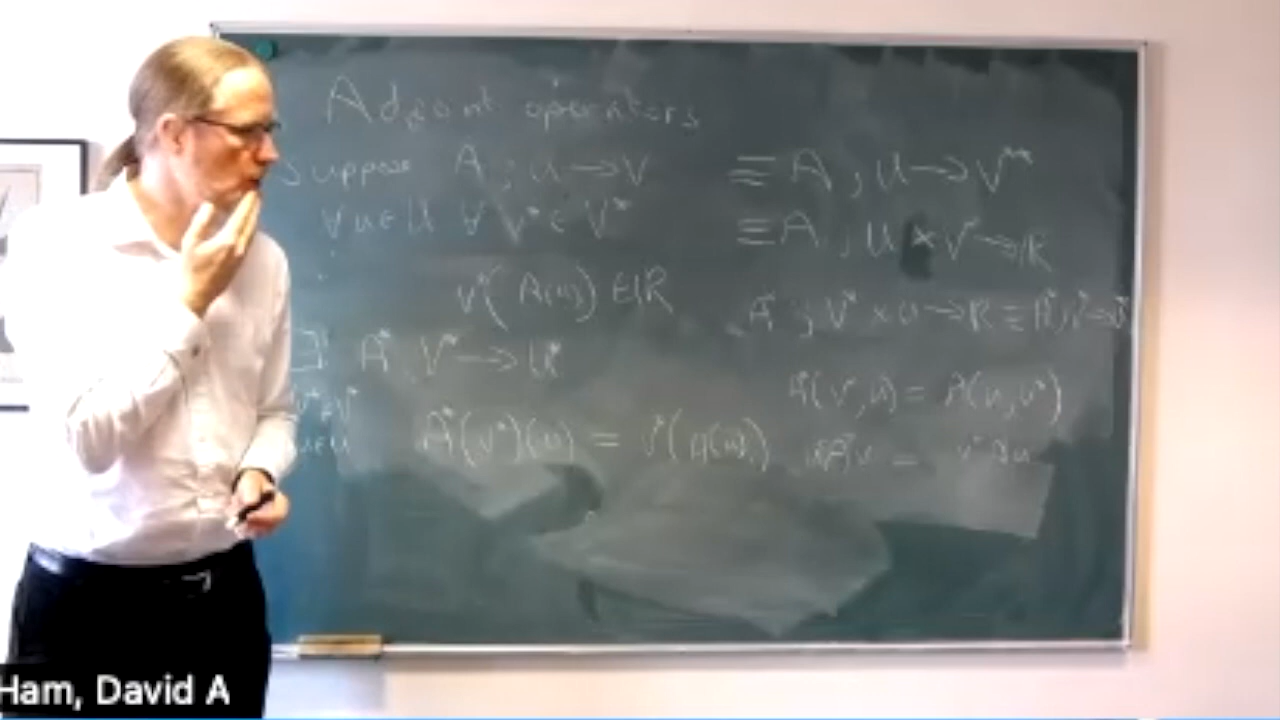 Adjoint operators
Suppose A : U → V ≡ A : U → V**
∀ u ∈ U ∀ v* ∈ V* ≡ A : U × V* → ℝ
v*(A(u)) ∈ ℝ
A* : V* × U → ℝ ≡ A* : V* → U*
∃ A* : V* → U*
v* ∈ V* A*(v*, u) = A(u, v*)
u ∈ U A*(v*)(u) = v*(A(u))
Ham, David A